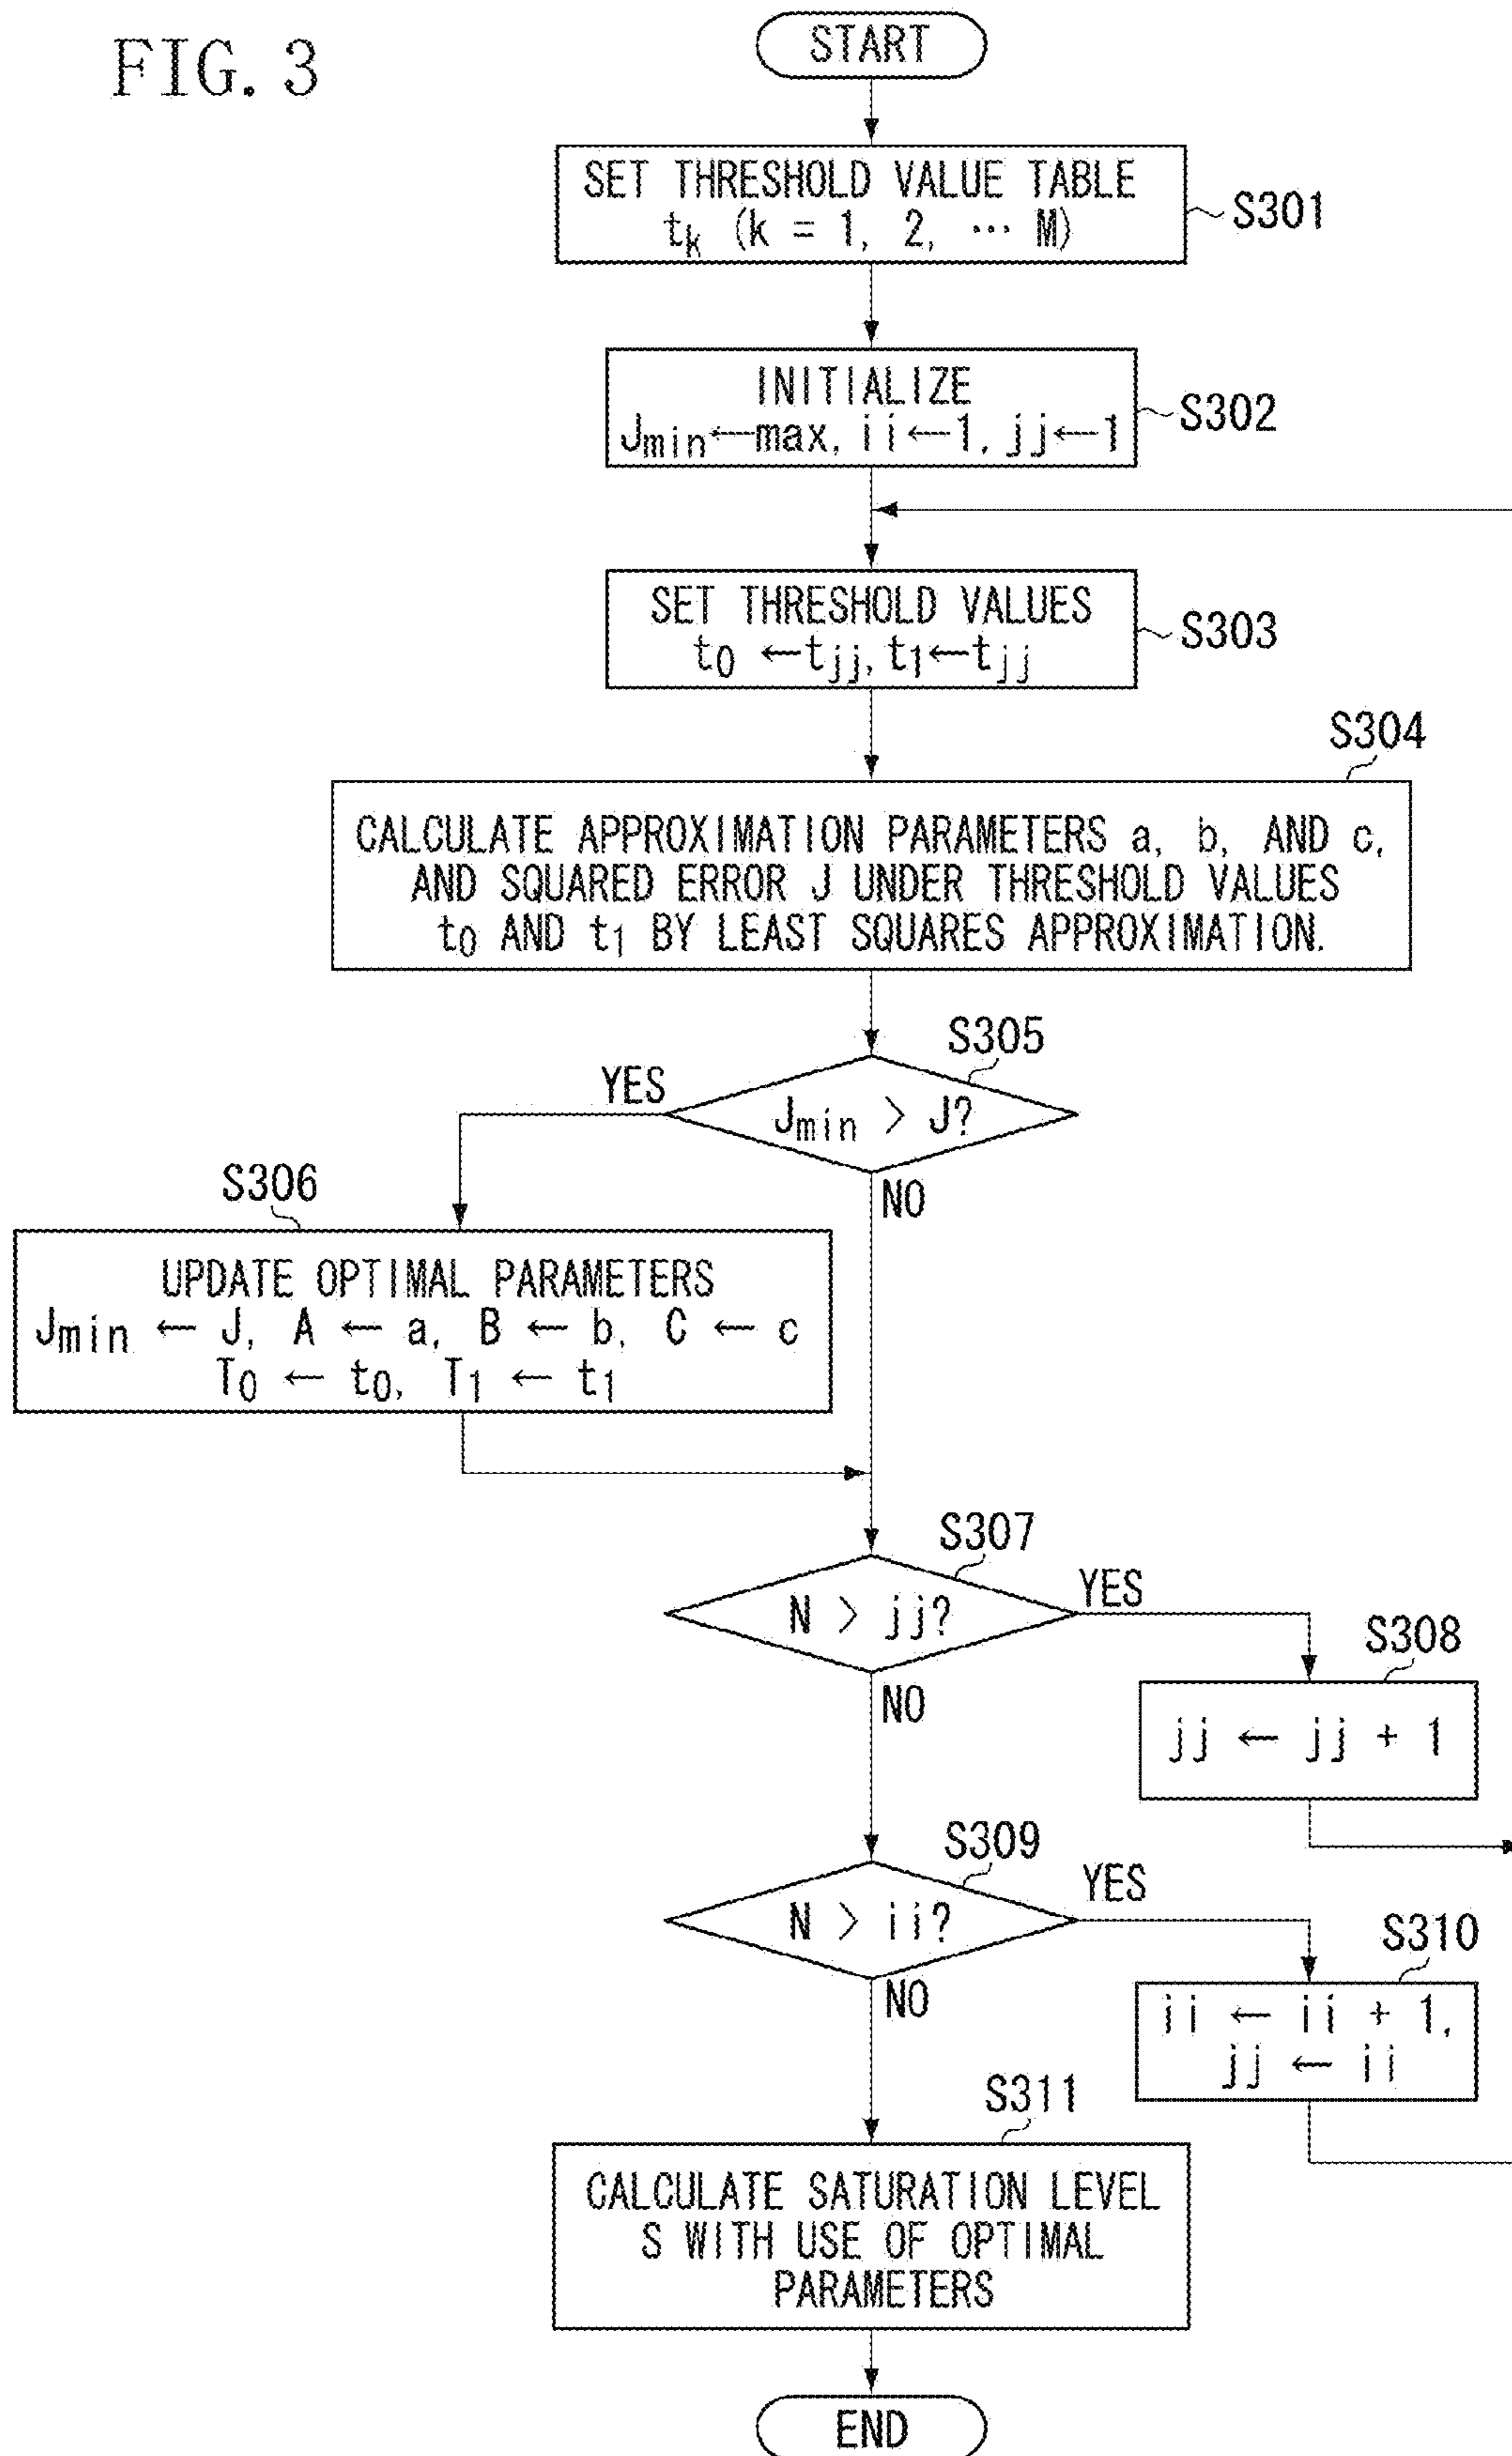 FIG. 3
START
SET THRESHOLD VALUE TABLE
tk (k = 1, 2, ··· M)
S301
INITIALIZE
Jmin←max, ii←1, jj←1
S302
SET THRESHOLD VALUES
t0 ←tjj, t1←tjj
S303
S304
CALCULATE APPROXIMATION PARAMETERS a, b, AND c,
AND SQUARED ERROR J UNDER THRESHOLD VALUES
t0 AND t1 BY LEAST SQUARES APPROXIMATION.
S305
YES
Jmin > J?
NO
S306
UPDATE OPTIMAL PARAMETERS
Jmin ← J, A ← a, B ← b, C ← c
T0 ← t0, T1 ← t1
S307
N > jj?
YES
NO
S308
jj ← jj + 1
S309
N > ii?
YES
NO
S310
ii ← ii + 1,
jj ← ii
S311
CALCULATE SATURATION LEVEL
S WITH USE OF OPTIMAL
PARAMETERS
END